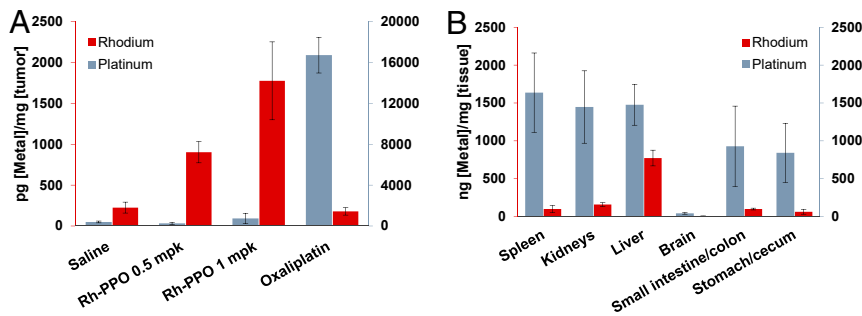 A
pg [Metal]/mg [tumor]
2500
2000
1500
1000
500
0
Rhodium
Platinum
20000
16000
12000
8000
4000
0
Saline
Rh-PPO 0.5 mpk
Rh-PPO 1 mpk
Oxaliplatin
B
ng [Metal]/mg [tissue]
2500
2000
1500
1000
500
0
Rhodium
Platinum
2500
2000
1500
1000
500
0
Spleen
Kidneys
Liver
Brain
Small intestine/colon
Stomach/cecum